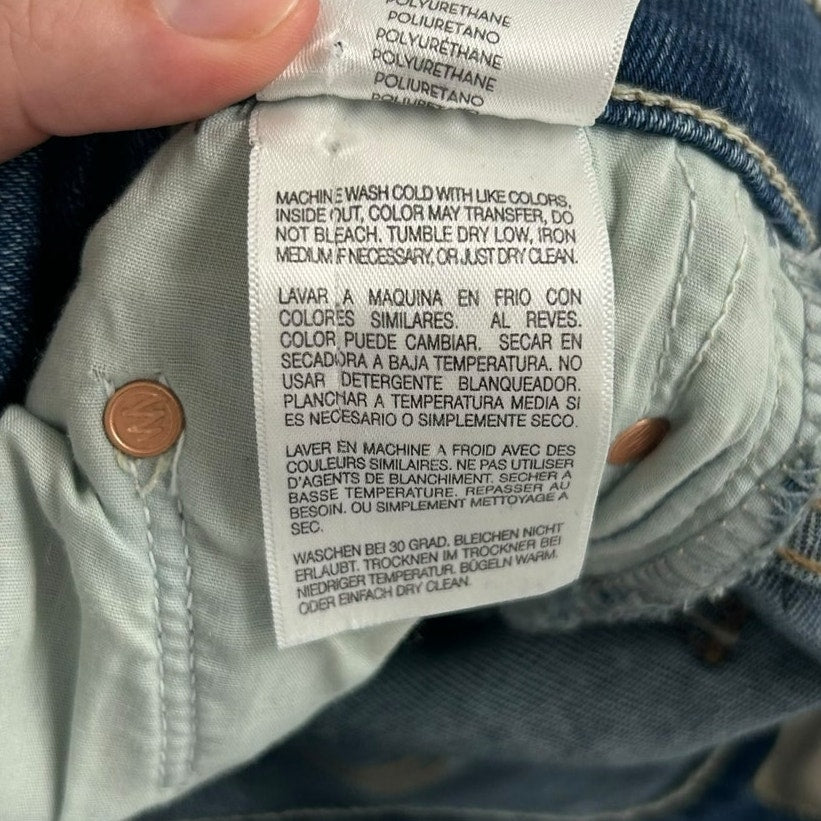 POLYURETHANE
POLIURETANO
POLYURÉTHANE
POLYURETHANE
POLIURETANO
POLIURETANO
MACHINE WASH COLD WITH LIKE COLORS,
INSIDE OUT, COLOR MAY TRANSFER, DO
NOT BLEACH. TUMBLE DRY LOW, IRON
MEDIUM IF NECESSARY, OR JUST DRY CLEAN.
LAVAR A MAQUINA EN FRIO CON
COLORES SIMILARES. AL REVES.
COLOR PUEDE CAMBIAR. SECAR EN
SECADORA A BAJA TEMPERATURA. NO
USAR DETERGENTE BLANQUEADOR.
PLANCHAR A TEMPERATURA MEDIA SI
ES NECESARIO O SIMPLEMENTE SECO.
LAVER EN MACHINE A FROID AVEC DES
COULEURS SIMILAIRES. NE PAS UTILISER
D'AGENTS DE BLANCHIMENT. SECHER A
BASSE TEMPERATURE. REPASSER AU
BESOIN. OU SIMPLEMENT METTOYAGE A
SEC.
WASCHEN BEI 30 GRAD. BLEICHEN NICHT
ERLAUBT. TROCKNEN IM TROCKNER BEI
NIEDRIGER TEMPERATUR. BÜGELN WARM.
ODER EINFACH DRY CLEAN.